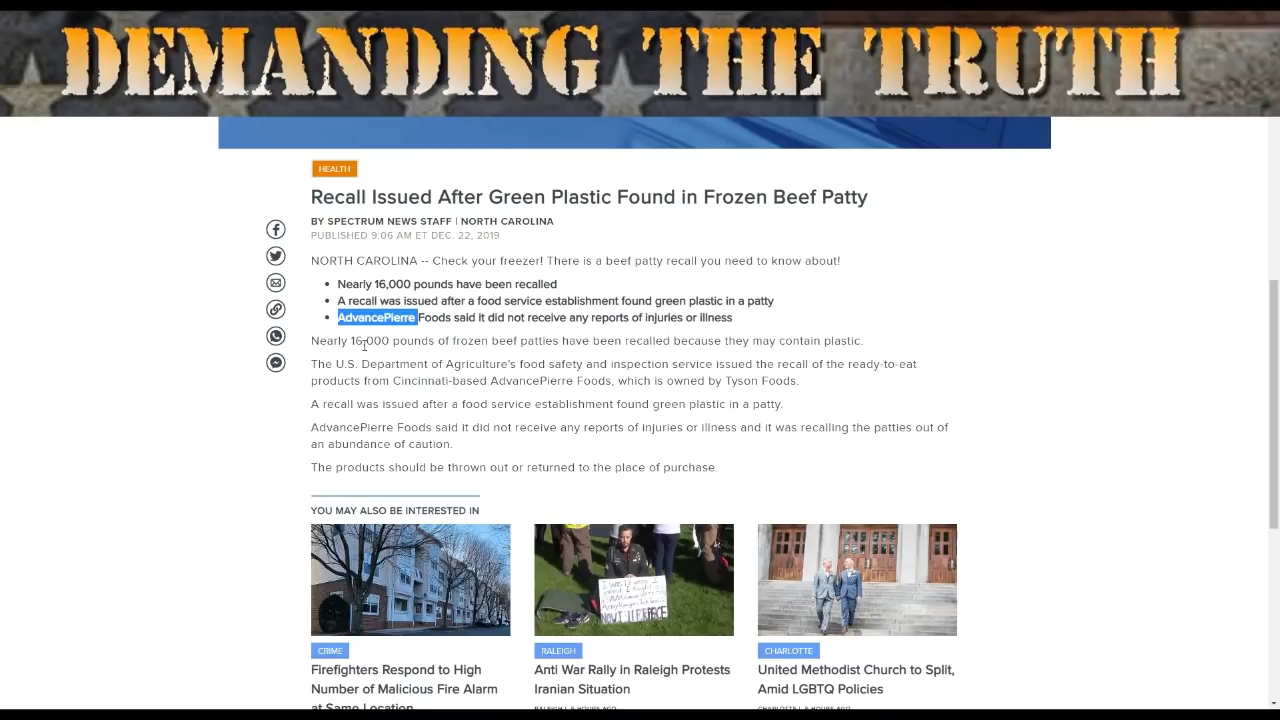 DEMANDING THE TRUTH
HEALTH
Recall Issued After Green Plastic Found in Frozen Beef Patty
BY SPECTRUM NEWS STAFF | NORTH CAROLINA
PUBLISHED 9:06 AM ET DEC. 22, 2019
NORTH CAROLINA -- Check your freezer! There is a beef patty recall you need to know about!
• Nearly 16,000 pounds have been recalled
• A recall was issued after a food service establishment found green plastic in a patty
• AdvancePierre Foods said it did not receive any reports of injuries or illness
Nearly 16,000 pounds of frozen beef patties have been recalled because they may contain plastic.
The U.S. Department of Agriculture's food safety and inspection service issued the recall of the ready-to-eat
products from Cincinnati-based AdvancePierre Foods, which is owned by Tyson Foods.
A recall was issued after a food service establishment found green plastic in a patty.
AdvancePierre Foods said it did not receive any reports of injuries or illness and it was recalling the patties out of
an abundance of caution.
The products should be thrown out or returned to the place of purchase.
YOU MAY ALSO BE INTERESTED IN
CRIME
Firefighters Respond to High
Number of Malicious Fire Alarm
at Same Location
RALEIGH
Anti War Rally in Raleigh Protests
Iranian Situation
RALEIGH | 5 HOURS AGO
CHARLOTTE
United Methodist Church to Split,
Amid LGBTQ Policies
CHARLOTTE | 5 HOURS AGO